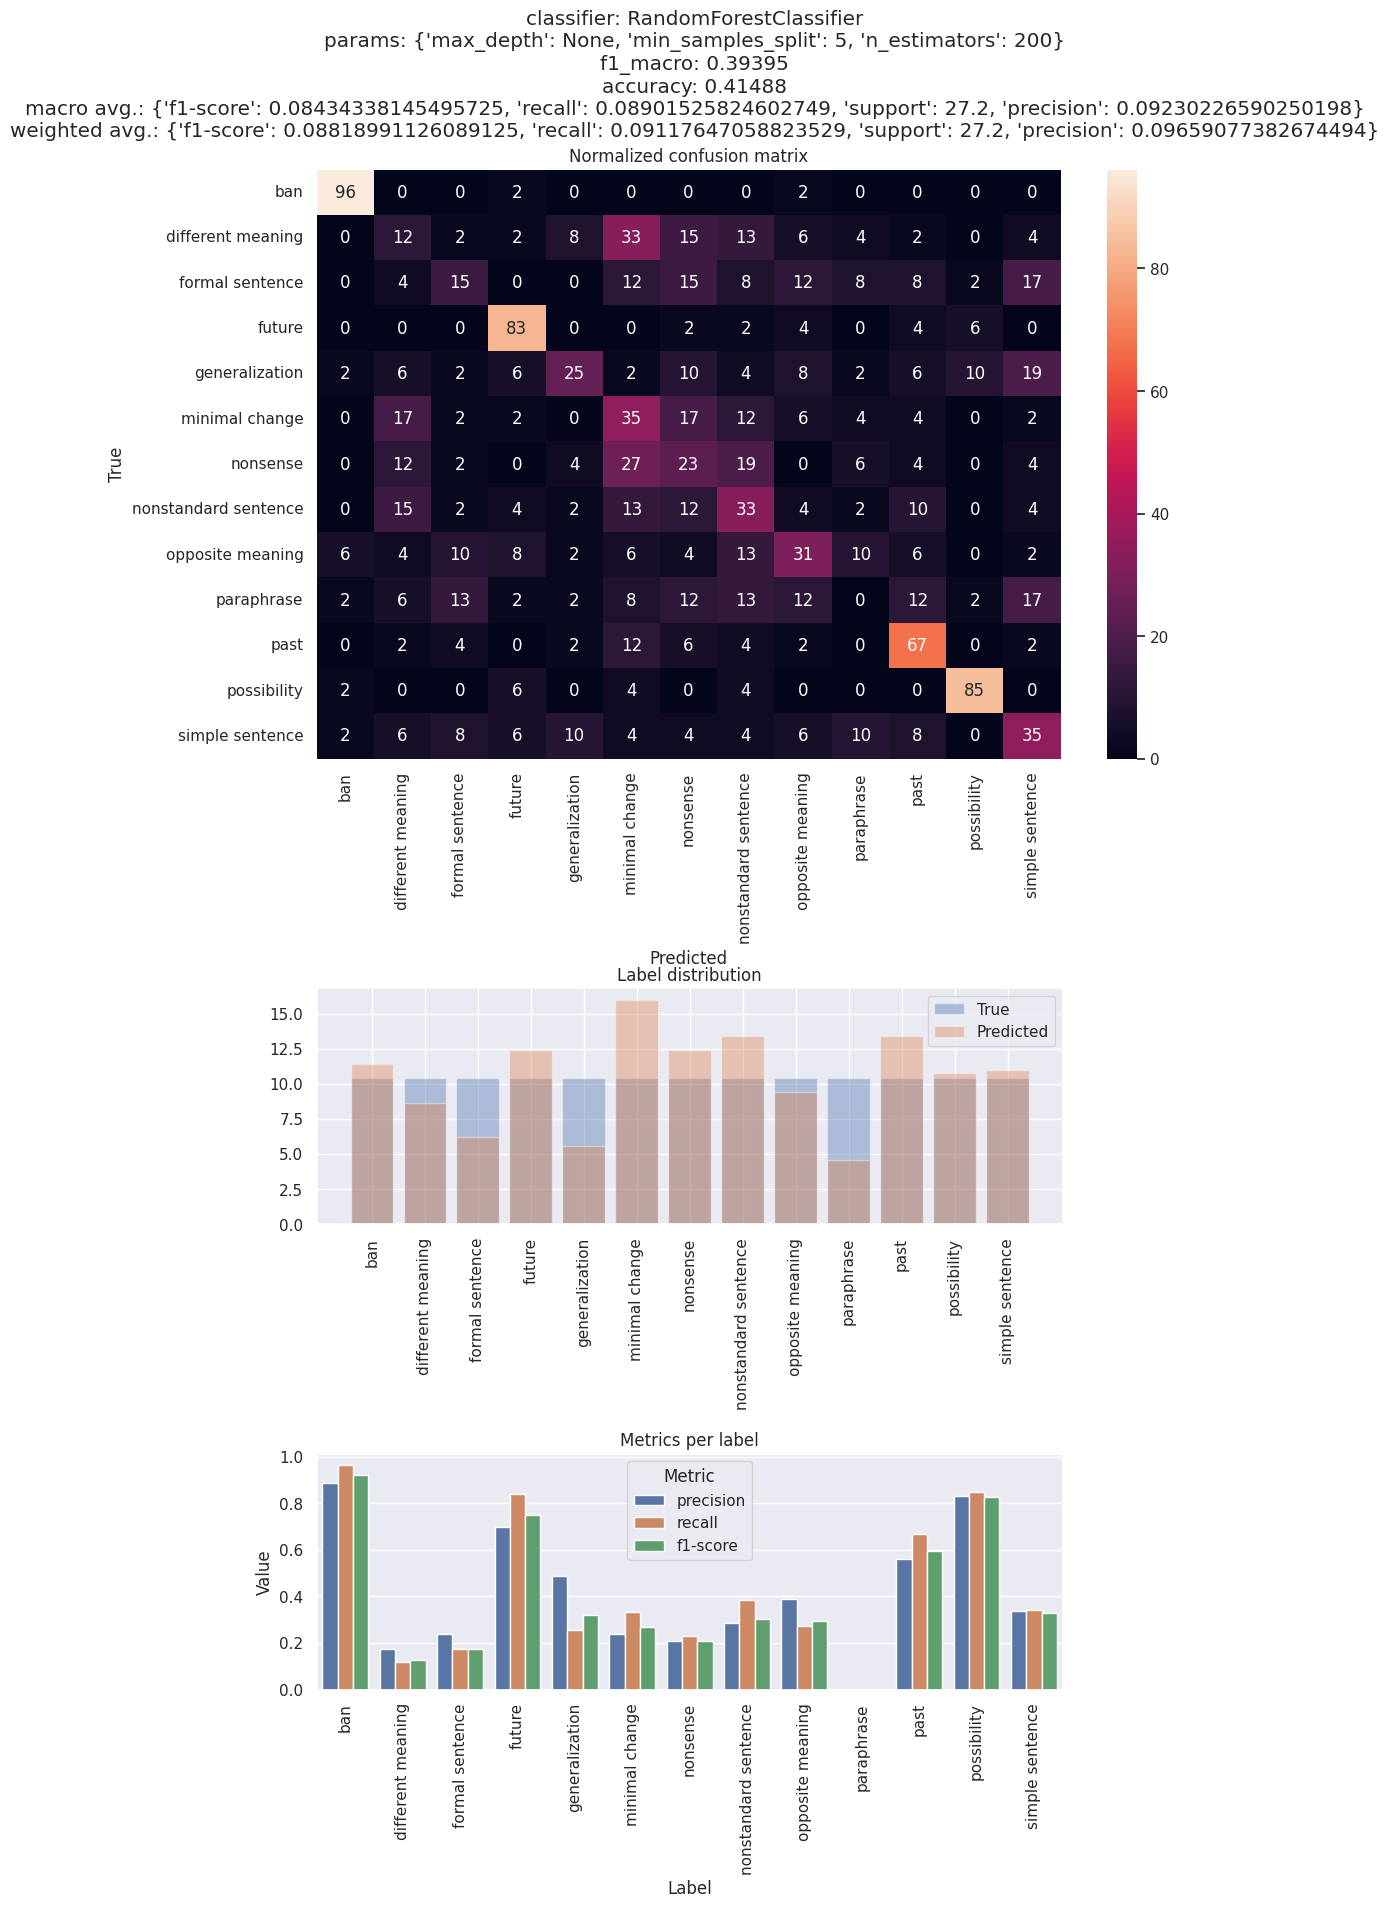 classifier: RandomForestClassifier
params: {'max_depth': None, 'min_samples_split': 5, 'n_estimators': 200}
f1_macro: 0.39395
accuracy: 0.41488
macro avg.: {'f1-score': 0.08434338145495725, 'recall': 0.08901525824602749, 'support': 27.2, 'precision': 0.09230226590250198}
weighted avg.: {'f1-score': 0.08818991126089125, 'recall': 0.09117647058823529, 'support': 27.2, 'precision': 0.09659077382674494}
Normalized confusion matrix
True
ban 96 0 0 2 0 0 0 0 2 0 0 0 0
different meaning 0 12 2 2 8 33 15 13 6 4 2 0 4
formal sentence 0 4 15 0 0 12 15 8 12 8 8 2 17
future 0 0 0 83 0 0 2 2 4 0 4 6 0
generalization 2 6 2 6 25 2 10 4 8 2 6 10 19
minimal change 0 17 2 2 0 35 17 12 6 4 4 0 2
nonsense 0 12 2 0 4 27 23 19 0 6 4 0 4
nonstandard sentence 0 15 2 4 2 13 12 33 4 2 10 0 4
opposite meaning 6 4 10 8 2 6 4 13 31 10 6 0 2
paraphrase 2 6 13 2 2 8 12 13 12 0 12 2 17
past 0 2 4 0 2 12 6 4 2 0 67 0 2
possibility 2 0 0 6 0 4 0 4 0 0 0 85 0
simple sentence 2 6 8 6 10 4 4 4 6 10 8 0 35
80
60
40
20
0
ban
different meaning
formal sentence
future
generalization
minimal change
nonsense
nonstandard sentence
opposite meaning
paraphrase
past
possibility
simple sentence
Predicted
Label distribution
15.0
12.5
10.0
7.5
5.0
2.5
0.0
True
Predicted
ban
different meaning
formal sentence
future
generalization
minimal change
nonsense
nonstandard sentence
opposite meaning
paraphrase
past
possibility
simple sentence
Metrics per label
Value
1.0
0.8
0.6
0.4
0.2
0.0
Metric
precision
recall
f1-score
ban
different meaning
formal sentence
future
generalization
minimal change
nonsense
nonstandard sentence
opposite meaning
paraphrase
past
possibility
simple sentence
Label